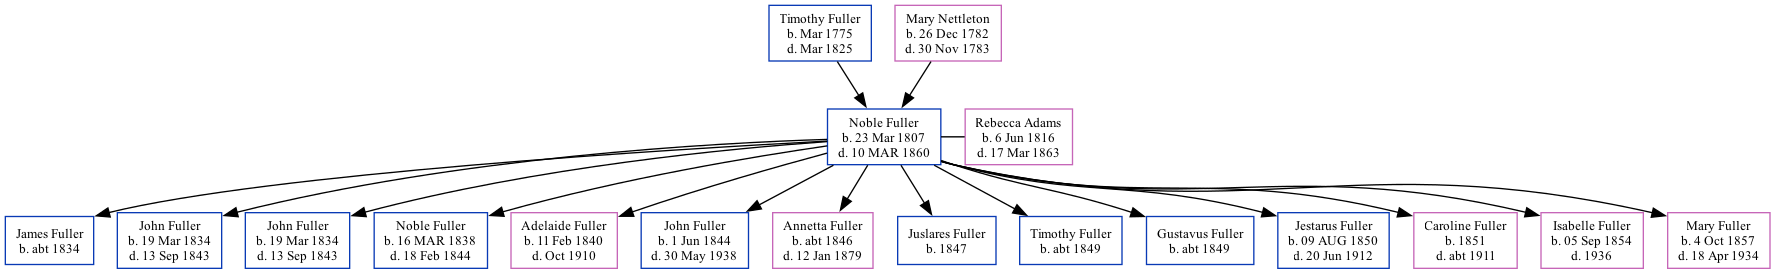 Timothy Fuller
b. Mar 1775
d. Mar 1825
Mary Nettleton
b. 26 Dec 1782
d. 30 Nov 1783
Noble Fuller
b. 23 Mar 1807
d. 10 MAR 1860
Rebecca Adams
b. 6 Jun 1816
d. 17 Mar 1863
James Fuller
b. abt 1834
John Fuller
b. 19 Mar 1834
d. 13 Sep 1843
John Fuller
b. 19 Mar 1834
d. 13 Sep 1843
Noble Fuller
b. 16 MAR 1838
d. 18 Feb 1844
Adelaide Fuller
b. 11 Feb 1840
d. Oct 1910
John Fuller
b. 1 Jun 1844
d. 30 May 1938
Annetta Fuller
b. abt 1846
d. 12 Jan 1879
Juslares Fuller
b. 1847
Timothy Fuller
b. abt 1849
Gustavus Fuller
b. abt 1849
Jestarus Fuller
b. 09 AUG 1850
d. 20 Jun 1912
Caroline Fuller
b. 1851
d. abt 1911
Isabelle Fuller
b. 05 Sep 1854
d. 1936
Mary Fuller
b. 4 Oct 1857
d. 18 Apr 1934